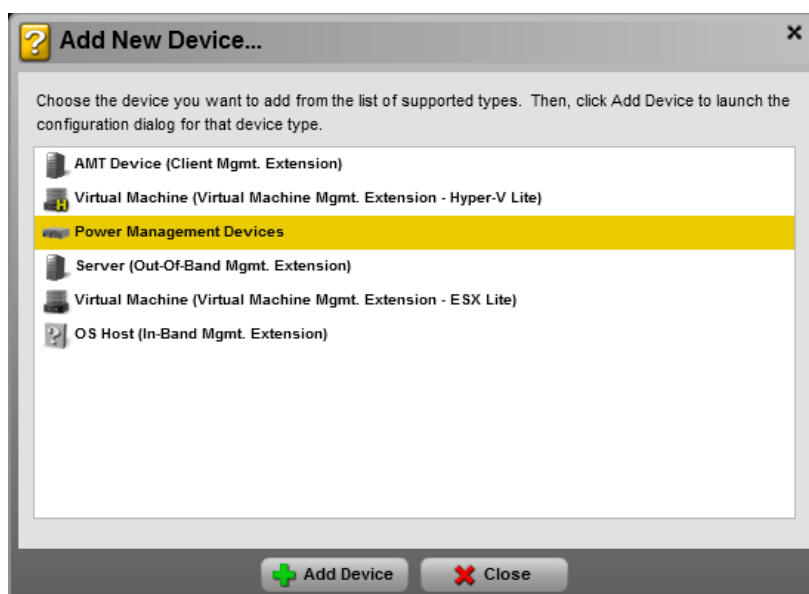 Add New Device...
Choose the device you want to add from the list of supported types. Then, click Add Device to launch the
configuration dialog for that device type.
AMT Device (Client Mgmt. Extension)
Virtual Machine (Virtual Machine Mgmt. Extension - Hyper-V Lite)
Power Management Devices
Server (Out-Of-Band Mgmt. Extension)
Virtual Machine (Virtual Machine Mgmt. Extension - ESX Lite)
OS Host (In-Band Mgmt. Extension)
Add Device
Close